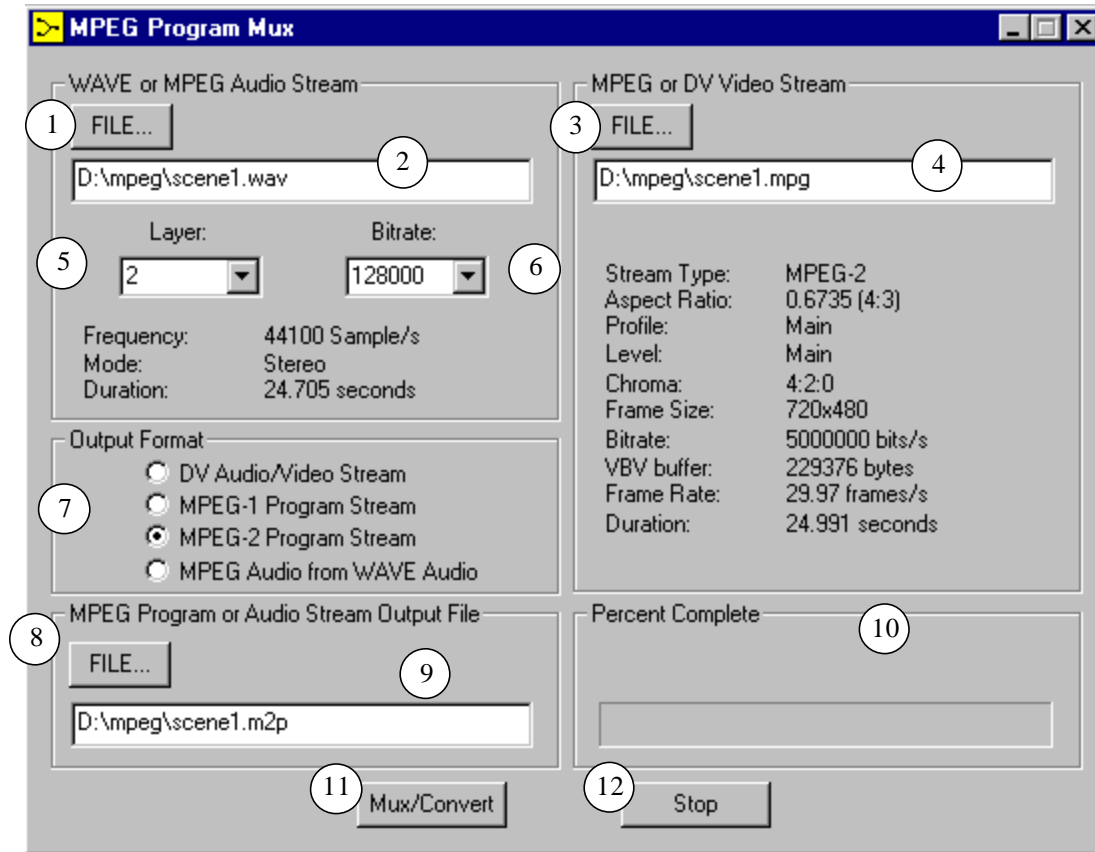 MPEG Program Mux
WAVE or MPEG Audio Stream
1 FILE...
2
D:\mpeg\scene1.wav
Layer: Bitrate:
5 2 128000 6
Frequency: 44100 Sample/s
Mode: Stereo
Duration: 24.705 seconds
MPEG or DV Video Stream
3 FILE...
4
D:\mpeg\scene1.mpg
Stream Type: MPEG-2
Aspect Ratio: 0.6735 (4:3)
Profile: Main
Level: Main
Chroma: 4:2:0
Frame Size: 720x480
Bitrate: 5000000 bits/s
VBV buffer: 229376 bytes
Frame Rate: 29.97 frames/s
Duration: 24.991 seconds
Output Format
7
DV Audio/Video Stream
MPEG-1 Program Stream
MPEG-2 Program Stream
MPEG Audio from WAVE Audio
MPEG Program or Audio Stream Output File
8 FILE...
9
D:\mpeg\scene1.m2p
Percent Complete
10
11 Mux/Convert
12 Stop